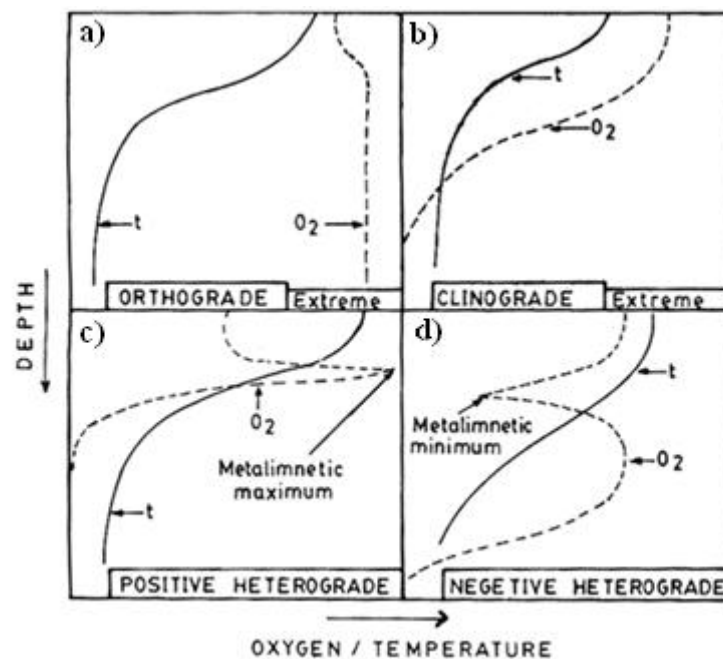 a)
t
O2
ORTHOGRADE Extreme
b)
t
O2
CLINOGRADE Extreme
DEPTH
c)
O2
Metalimnetic
maximum
t
POSITIVE HETEROGRADE
d)
t
Metalimnetic
minimum
O2
NEGETIVE HETEROGRADE
OXYGEN / TEMPERATURE